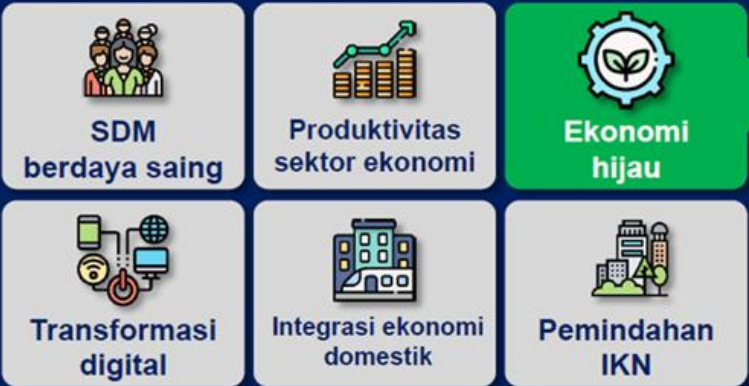 SDM
berdaya saing
Produktivitas
sektor ekonomi
Ekonomi
hijau
Transformasi
digital
Integrasi ekonomi
domestik
Pemindahan
IKN